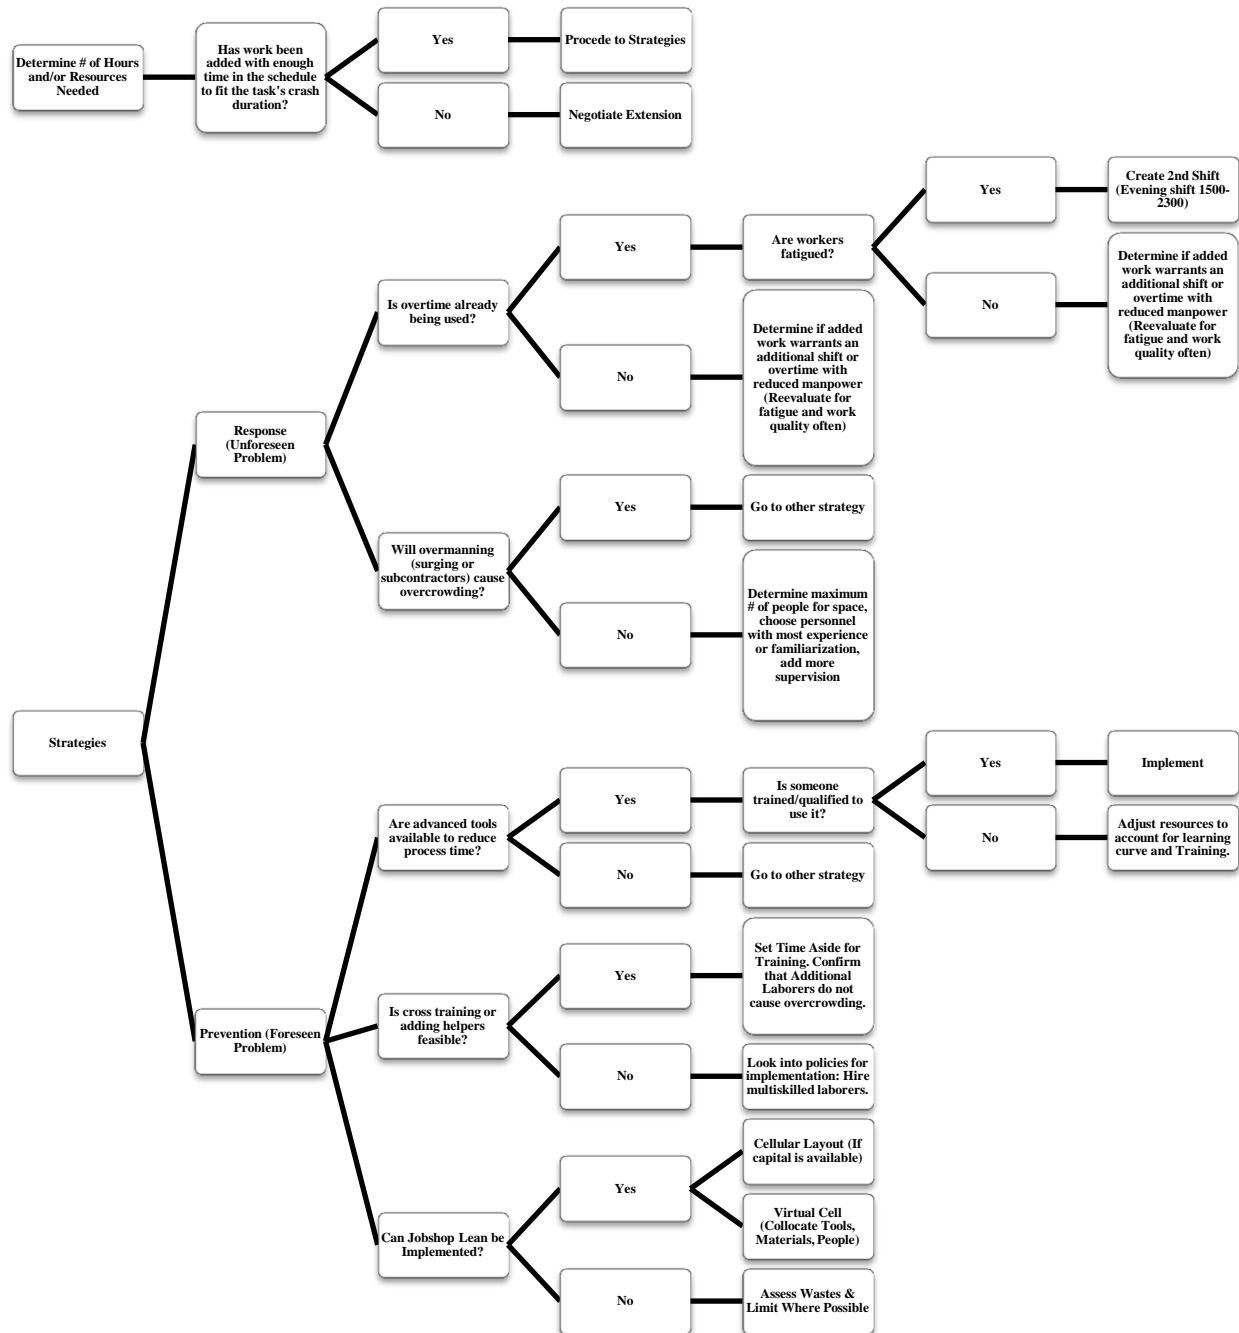 Determine # of Hours
and/or Resources
Needed
Has work been
added with enough
time in the schedule
to fit the task's crash
duration?
Yes
Procede to Strategies
No
Negotiate Extension
Strategies
Response
(Unforeseen
Problem)
Is overtime already
being used?
Yes
Are workers
fatigued?
Yes
Create 2nd Shift
(Evening shift 1500-
2300)
No
Determine if added
work warrants an
additional shift or
overtime with
reduced manpower
(Reevaluate for
fatigue and work
quality often)
No
Determine if added
work warrants an
additional shift or
overtime with
reduced manpower
(Reevaluate for
fatigue and work
quality often)
Will overmanning
(surging or
subcontractors) cause
overcrowding?
Yes
Go to other strategy
No
Determine maximum
# of people for space,
choose personnel
with most experience
or familiarization,
add more
supervision
Prevention (Foreseen
Problem)
Are advanced tools
available to reduce
process time?
Yes
Is someone
trained/qualified to
use it?
Yes
Implement
No
Adjust resources to
account for learning
curve and Training.
No
Go to other strategy
Is cross training or
adding helpers
feasible?
Yes
Set Time Aside for
Training. Confirm
that Additional
Laborers do not
cause overcrowding.
No
Look into policies for
implementation: Hire
multiskilled laborers.
Can Jobshop Lean be
Implemented?
Yes
Cellular Layout (If
capital is available)
Virtual Cell
(Collocate Tools,
Materials, People)
No
Assess Wastes &
Limit Where Possible